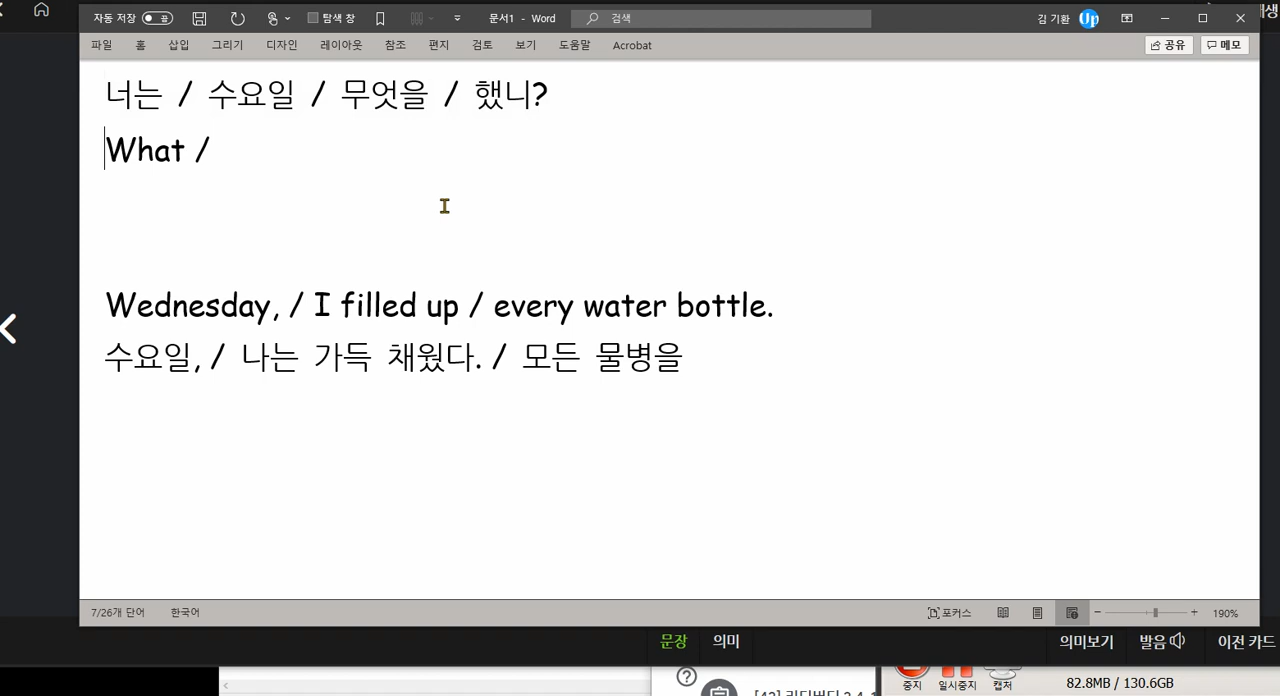 자동 저장 끔 탐색 창 문서1 - Word 검색 김 기환 Up
파일 홈 삽입 그리기 디자인 레이아웃 참조 편지 검토 보기 도움말 Acrobat 공유 메모
너는 / 수요일 / 무엇을 / 했니?
What /
Wednesday, / I filled up / every water bottle.
수요일, / 나는 가득 채웠다. / 모든 물병을
7/26개 단어 한국어 포커스 190%
문장 의미 의미보기 발음 이전 카드
중지 일시중지 캡처 82.8MB / 130.6GB